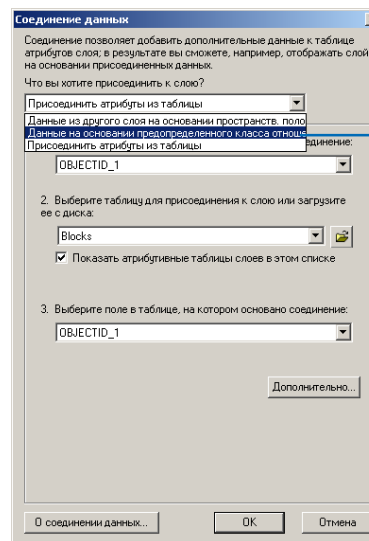 Соединение данных
Соединение позволяет добавить дополнительные данные к таблице
атрибутов слоя; в результате вы сможете, например, отображать слой
на основании присоединенных данных.
Что вы хотите присоединить к слою?
Присоединить атрибуты из таблицы
Данные из другого слоя на основании пространств. поло
Данные на основании предопределенного класса отноше
Присоединить атрибуты из таблицы
единение:
OBJECTID_1
2. Выберите таблицу для присоединения к слою или загрузите
ее с диска:
Blocks
Показать атрибутивные таблицы слоев в этом списке
3. Выберите поле в таблице, на котором основано соединение:
OBJECTID_1
Дополнительно...
О соединении данных...
OK
Отмена